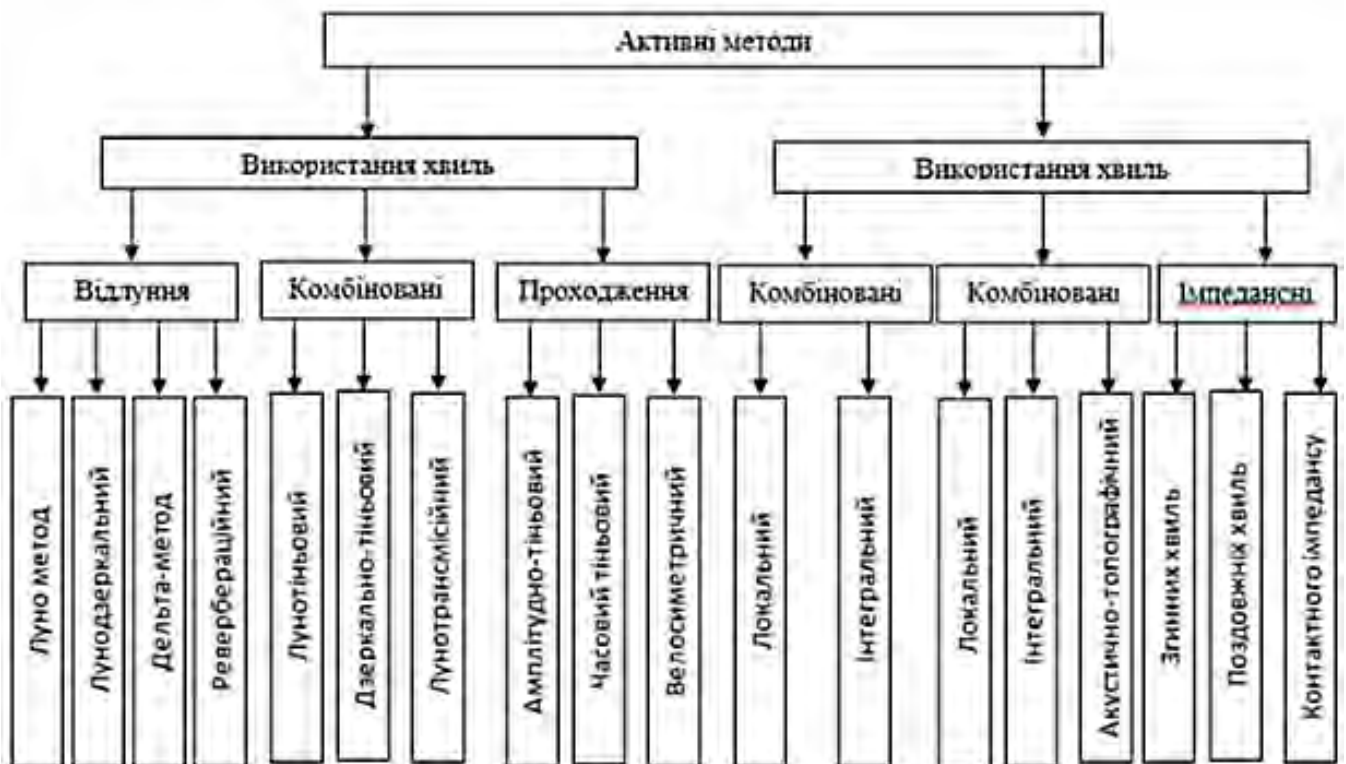 Активні методи
Використання хвиль
Використання хвиль
Відлуння
Комбіновані
Проходження
Комбіновані
Комбіновані
Імпедансні
Луно метод
Лунодзеркальний
Дельта-метод
Ревербераційний
Лунотіньовий
Дзеркально-тіньовий
Лунотрансмісійний
Амплітудно-тіньовий
Часовий тіньовий
Велосиметричний
Локальний
Інтегральний
Локальний
Інтегральний
Акустично-топографічний
Згинних хвиль
Поздовжніх хвиль
Контактного імпедансу